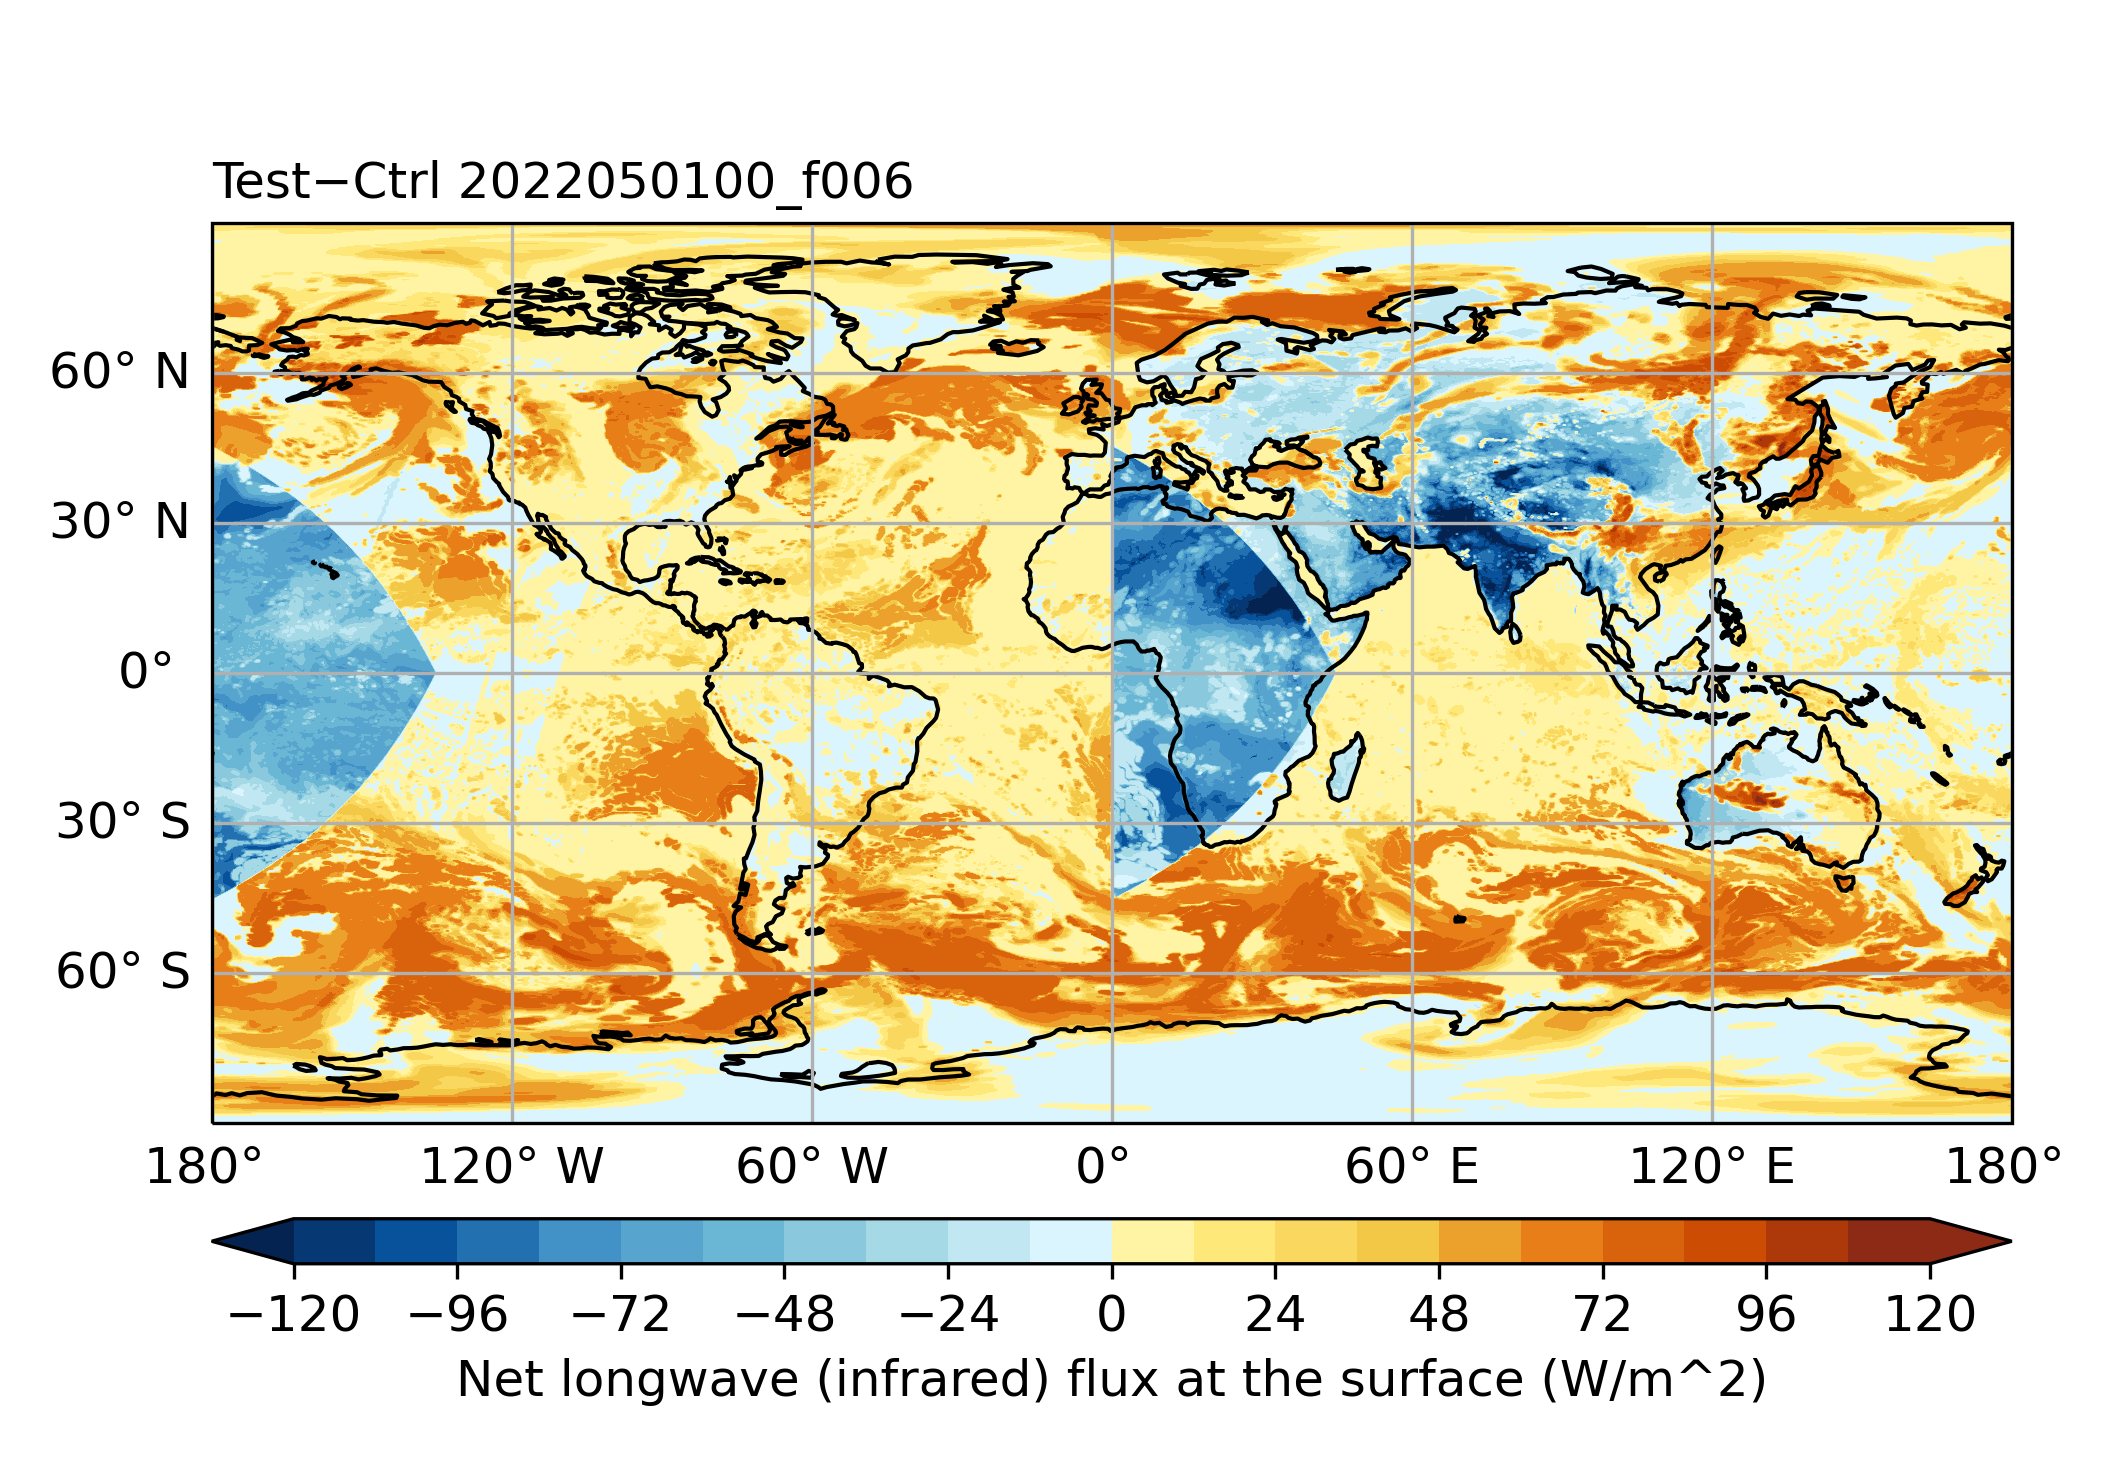 Test−Ctrl 2022050100_f006
60° N
30° N
0°
30° S
60° S
180° 120° W 60° W 0° 60° E 120° E 180°
−120 −96 −72 −48 −24 0 24 48 72 96 120
Net longwave (infrared) flux at the surface (W/m^2)